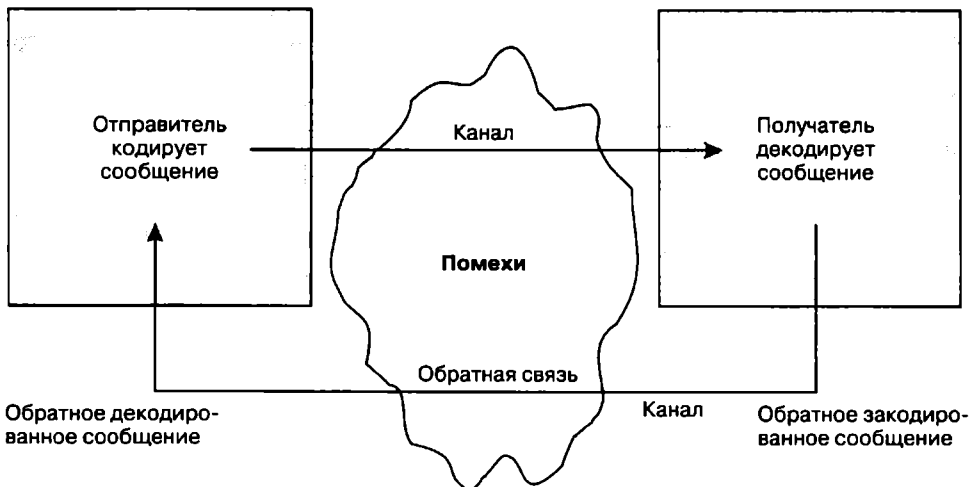 Отправитель
кодирует
сообщение
Канал
Получатель
декодирует
сообщение
Помехи
Обратная связь
Обратное декодиро-
ванное сообщение
Канал
Обратное закодиро-
ванное сообщение